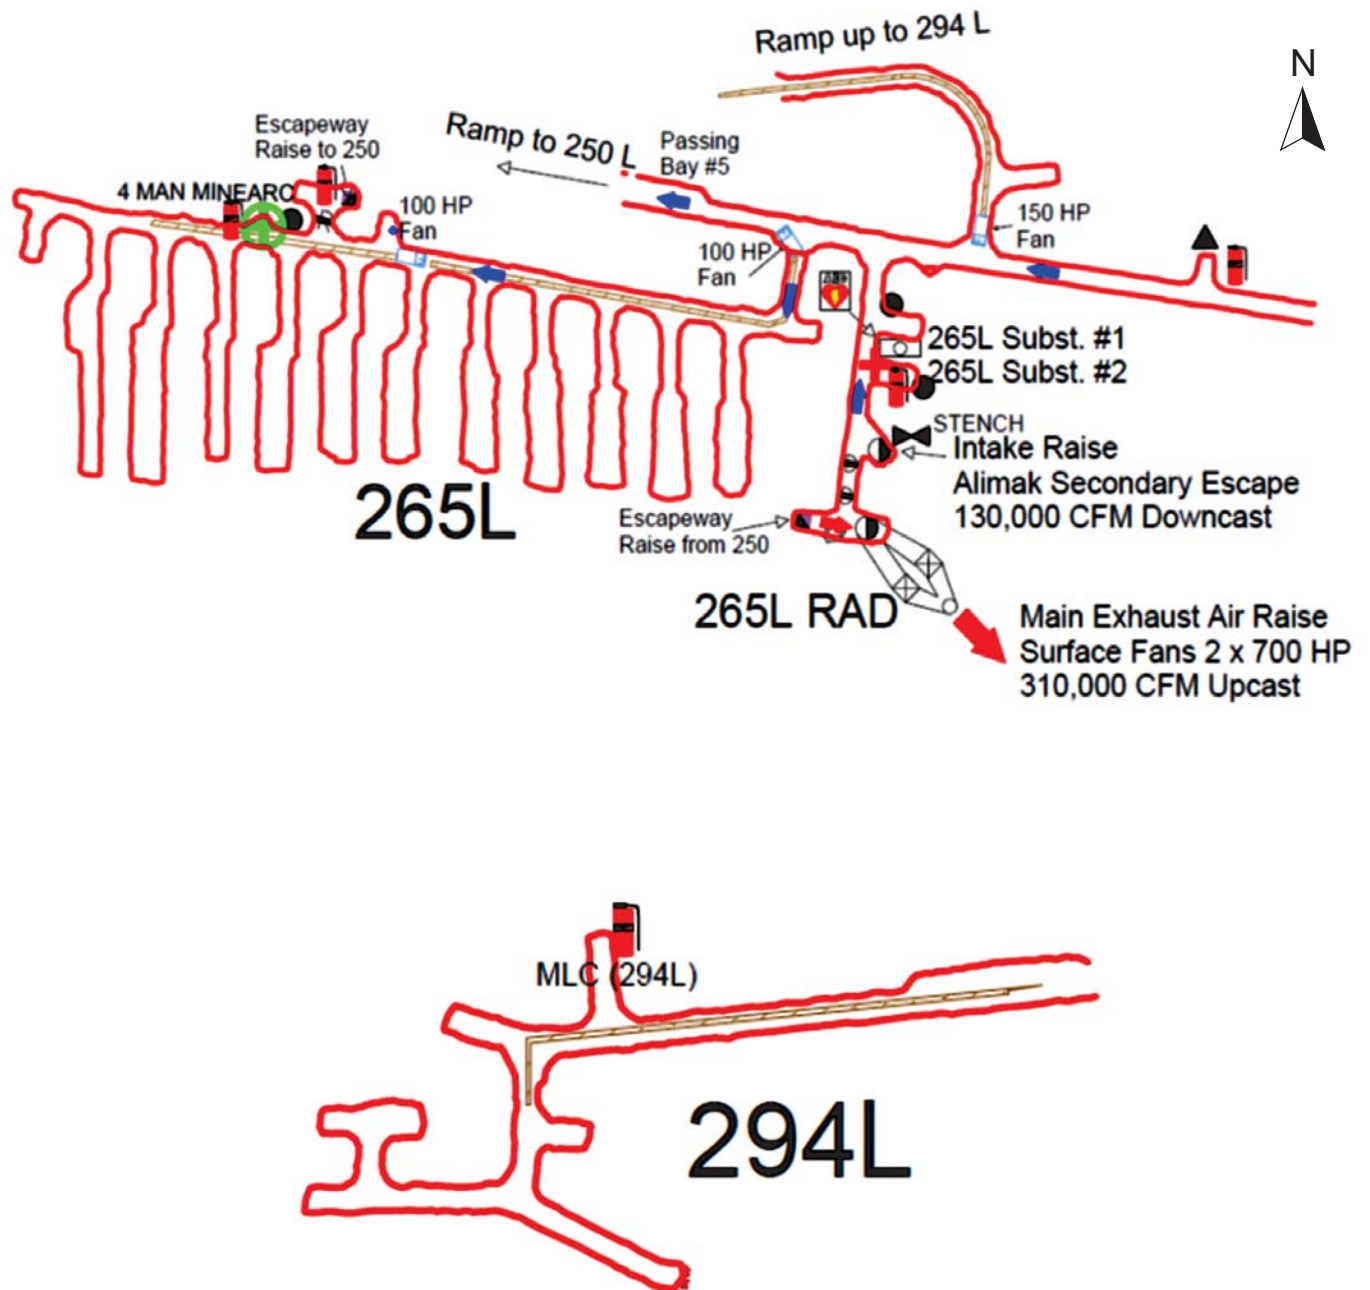 Ramp up to 294 L
N
Escapeway
Raise to 250
Ramp to 250 L
Passing
Bay #5
4 MAN MINEARC
R
100 HP
Fan
100 HP
Fan
150 HP
Fan
265L Subst. #1
265L Subst. #2
STENCH
Intake Raise
Alimak Secondary Escape
130,000 CFM Downcast
265L
Escapeway
Raise from 250
265L RAD
Main Exhaust Air Raise
Surface Fans 2 x 700 HP
310,000 CFM Upcast
MLC (294L)
294L